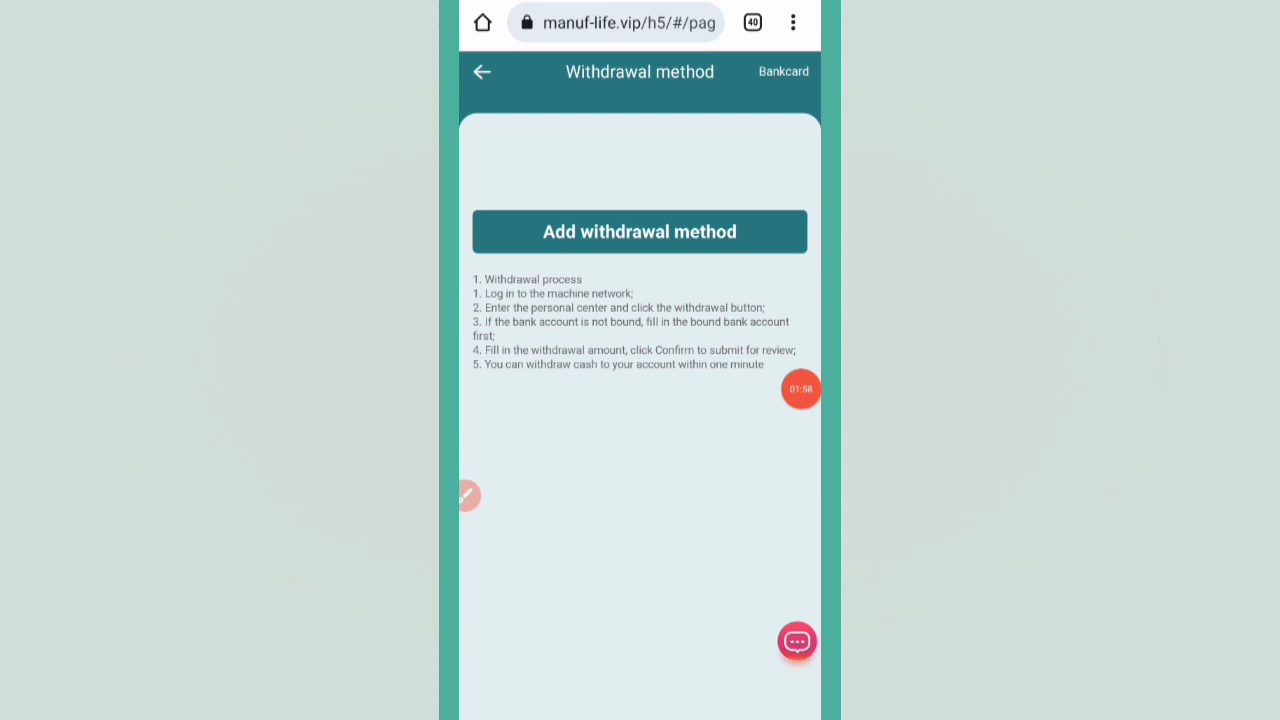 manuf-life.vip/h5/#/pag
40
Withdrawal method
Bankcard
Add withdrawal method
1. Withdrawal process
1. Log in to the machine network;
2. Enter the personal center and click the withdrawal button;
3. If the bank account is not bound, fill in the bound bank account
first;
4. Fill in the withdrawal amount, click Confirm to submit for review;
5. You can withdraw cash to your account within one minute
01:58